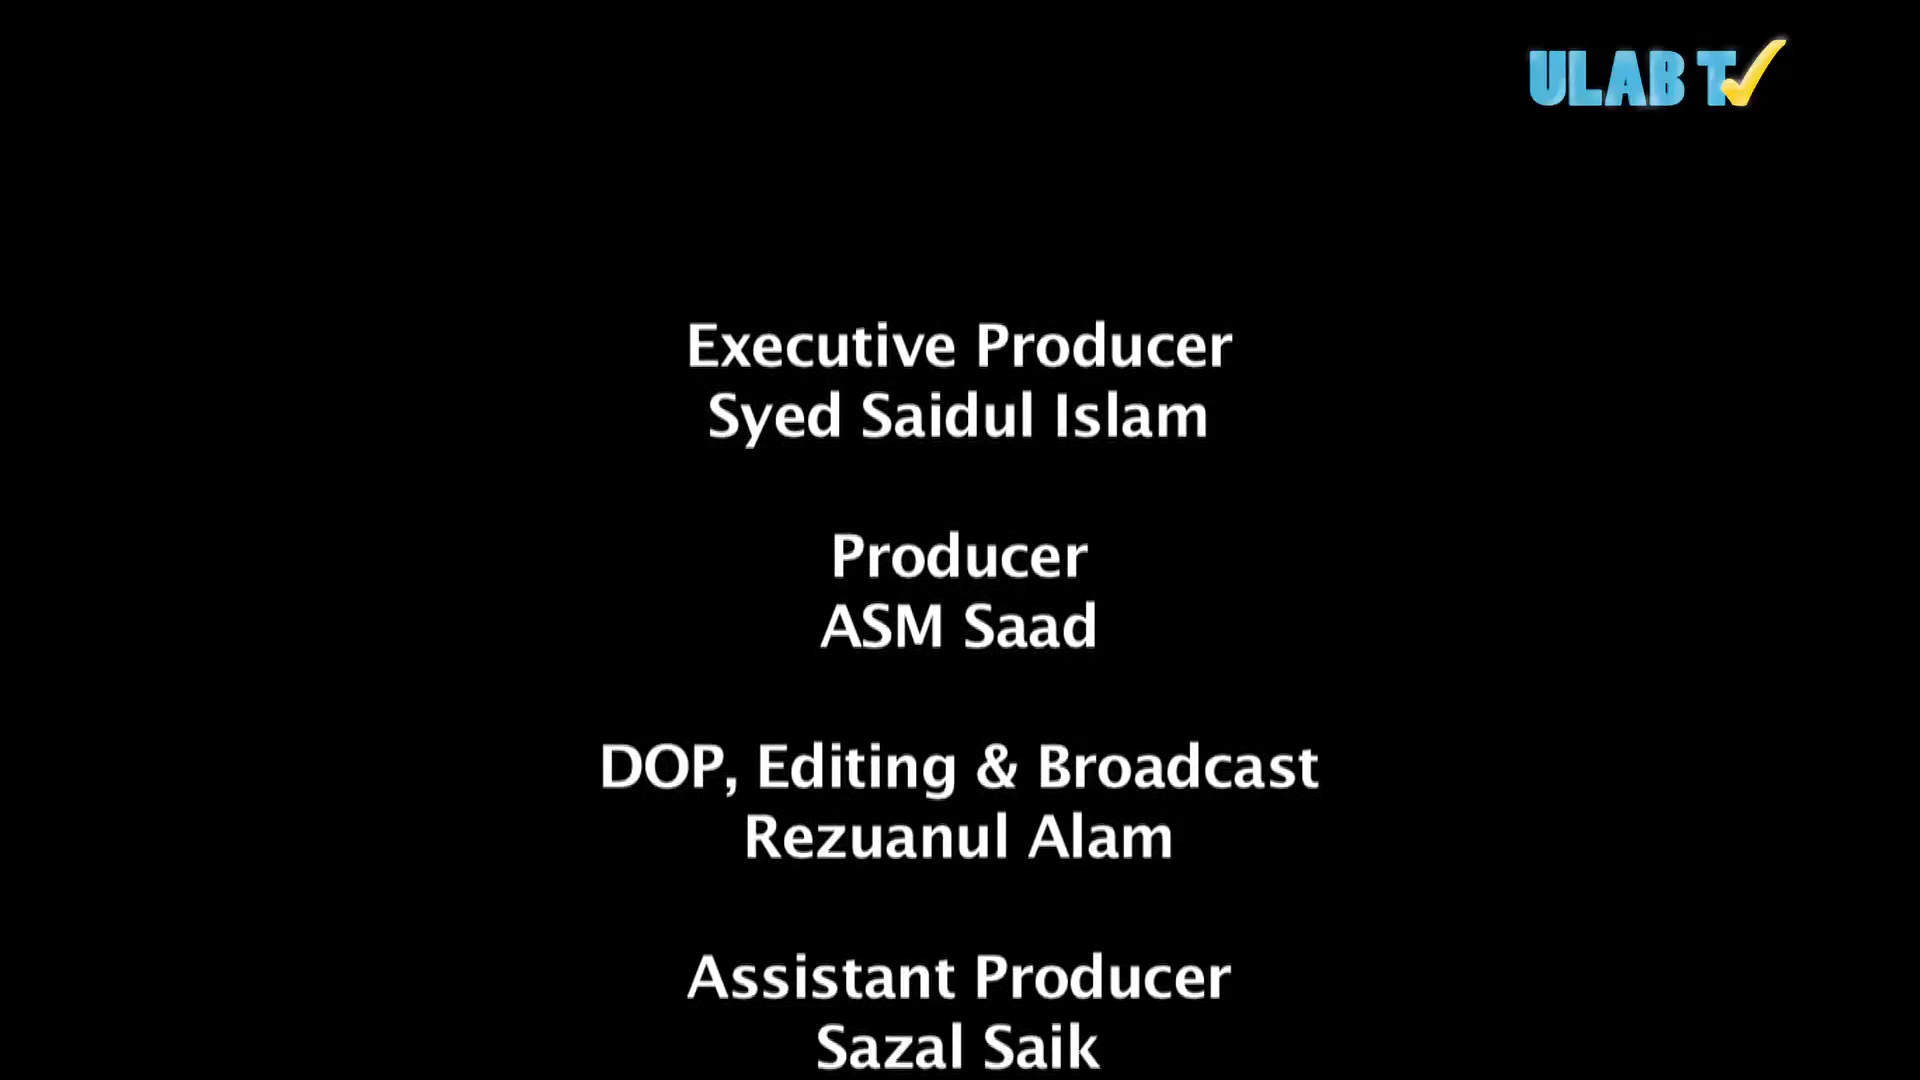 ULAB TV
Executive Producer
Syed Saidul Islam
Producer
ASM Saad
DOP, Editing & Broadcast
Rezuanul Alam
Assistant Producer
Sazal Saik